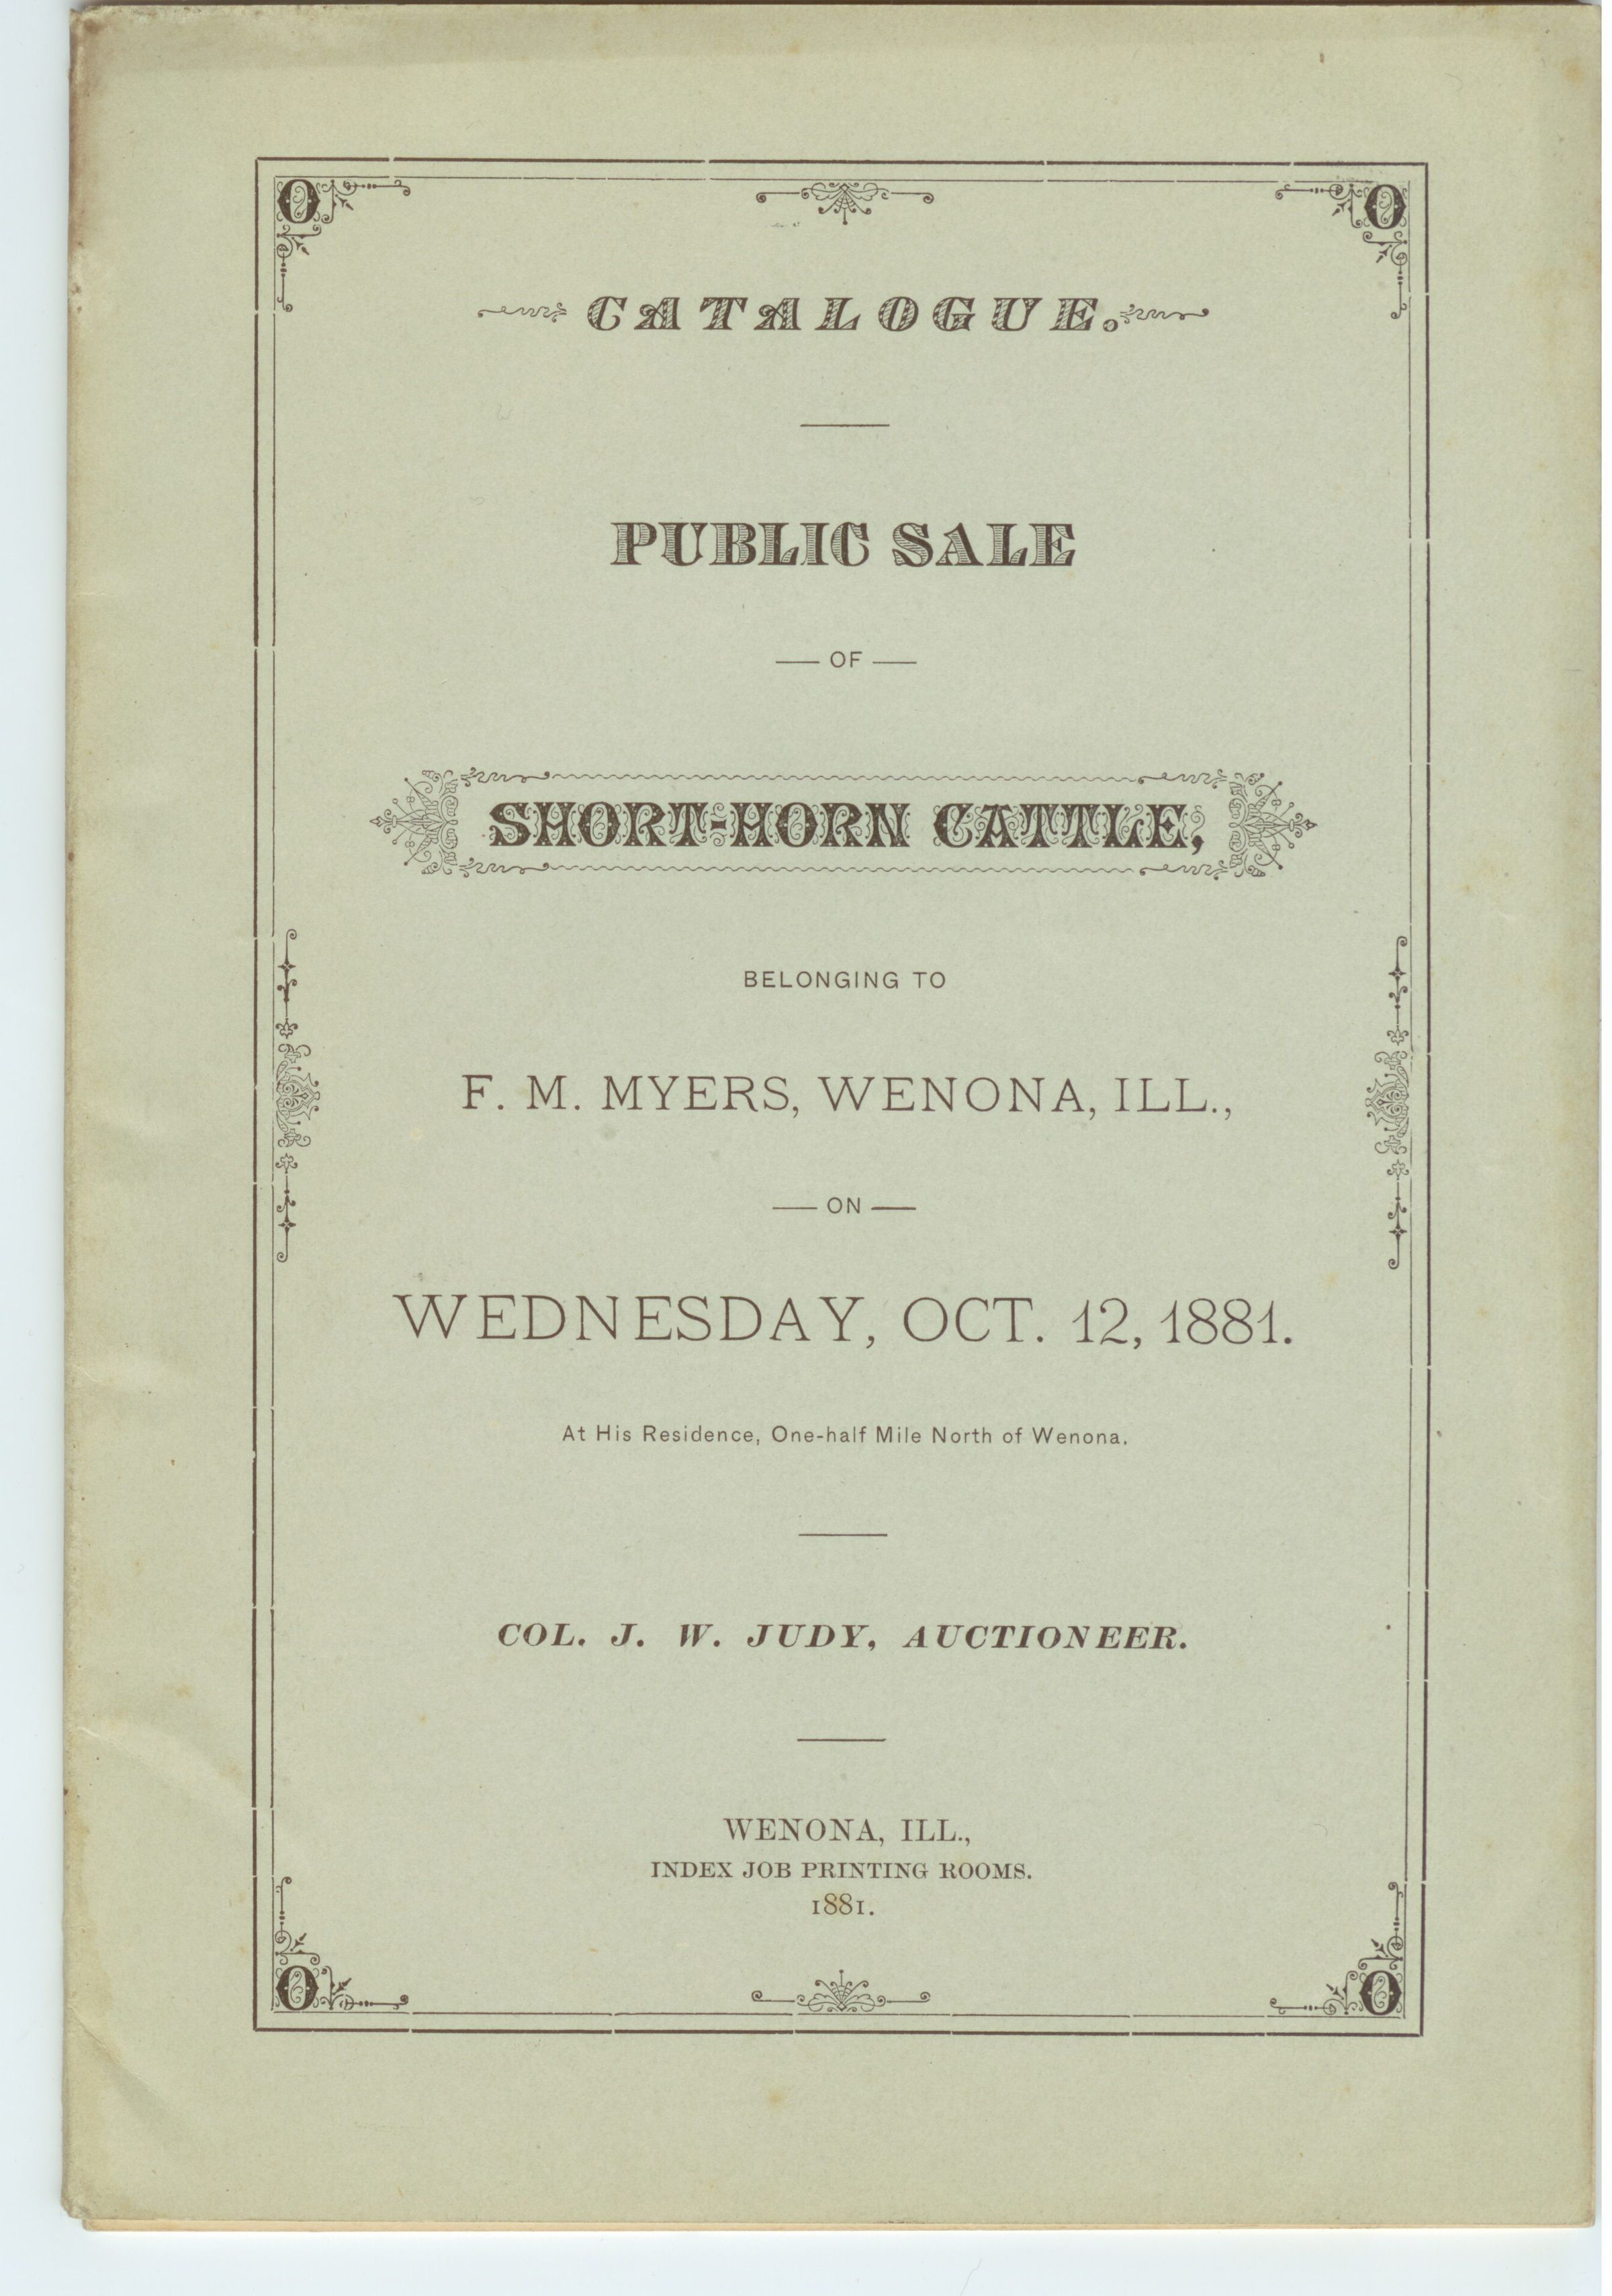 CATALOGUE.
PUBLIC SALE
OF
SHORT-HORN CATTLE,
BELONGING TO
F. M. MYERS, WENONA, ILL.,
ON
WEDNESDAY, OCT. 12, 1881.
At His Residence, One-half Mile North of Wenona.
COL. J. W. JUDY, AUCTIONEER.
WENONA, ILL.,
INDEX JOB PRINTING ROOMS.
1881.